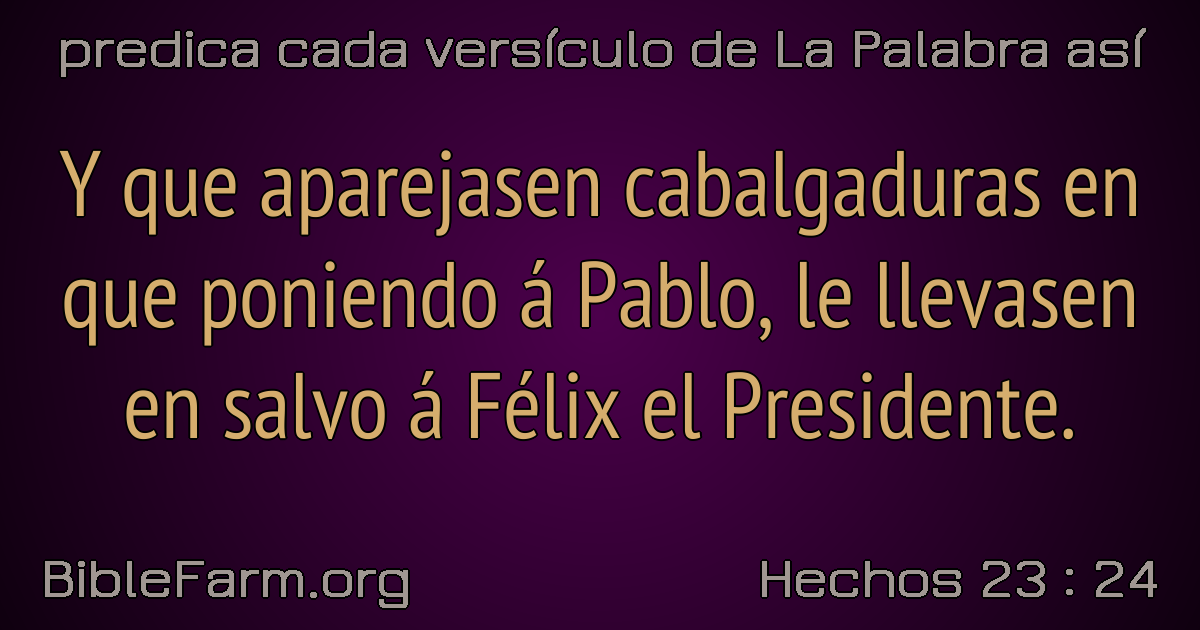 predica cada versículo de La Palabra así
Y que aparejasen cabalgaduras en
que poniendo á Pablo, le llevasen
en salvo á Félix el Presidente.
BibleFarm.org
Hechos 23 : 24